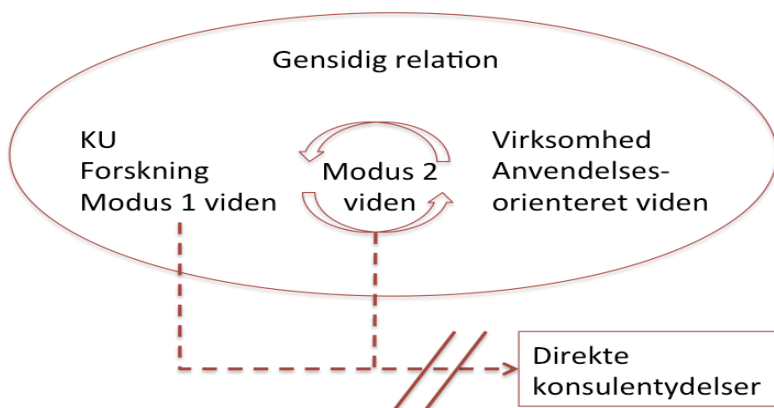 Gensidig relation
KU
Forskning
Modus 1 viden
Modus 2
viden
Virksomhed
Anvendelses-
orienteret viden
Direkte
konsulentydelser